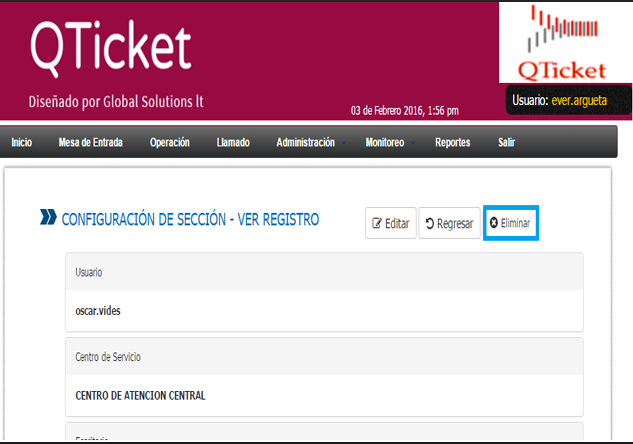 QTicket
QTicket
Diseñado por Global Solutions lt
03 de Febrero 2016, 1:56 pm
Usuario: ever.argueta
Inicio Mesa de Entrada Operación Llamado Administración Monitoreo Reportes Salir
CONFIGURACIÓN DE SECCIÓN - VER REGISTRO
Editar Regresar Eliminar
Usuario
oscar.vides
Centro de Servicio
CENTRO DE ATENCION CENTRAL